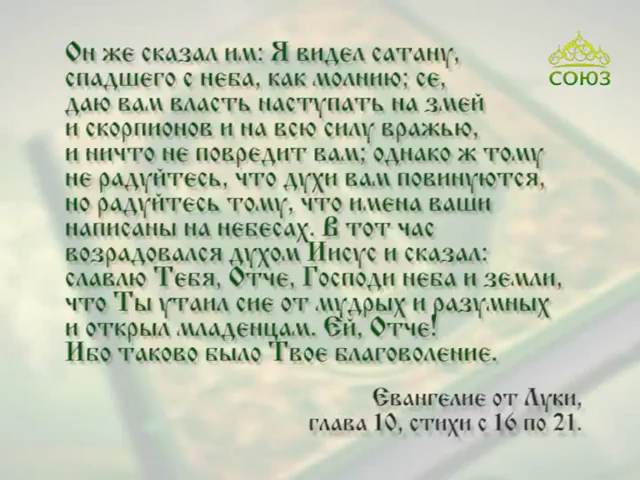 Он же сказал им: Я видел сатану,
спадшего с неба, как молнию; се,
даю вам власть наступать на змей
и скорпионов и на всю силу вражью,
и ничто не повредит вам; однако ж тому
не радуйтесь, что духи вам повинуются,
но радуйтесь тому, что имена ваши
написаны на небесах. В тот час
возрадовался духом Иисус и сказал:
славлю Тебя, Отче, Господи неба и земли,
что Ты утаил сие от мудрых и разумных
и открыл младенцам. Ей, Отче!
Ибо таково было Твое благоволение.
Евангелие от Луки,
глава 10, стихи с 16 по 21.
СОЮЗ